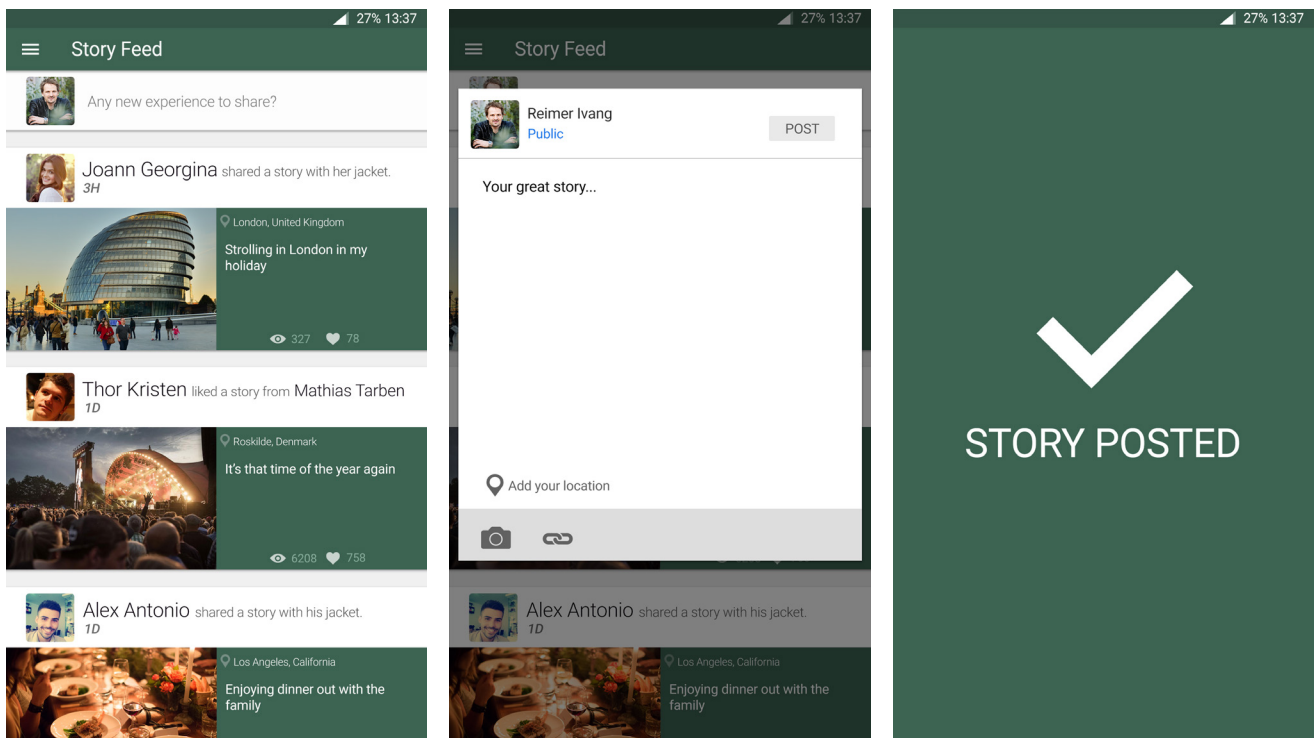 27% 13:37
Story Feed
Any new experience to share?
Joann Georgina shared a story with her jacket.
3H
London, United Kingdom
Strolling in London in my
holiday
327 78
Thor Kristen liked a story from Mathias Tarben
1D
Roskilde, Denmark
It's that time of the year again
6208 758
Alex Antonio shared a story with his jacket.
1D
Los Angeles, California
Enjoying dinner out with the
family
27% 13:37
Story Feed
Reimer Ivang
Public
POST
Your great story...
Add your location
Alex Antonio shared a story with his jacket.
1D
Los Angeles, California
Enjoying dinner out with the
family
27% 13:37
STORY POSTED